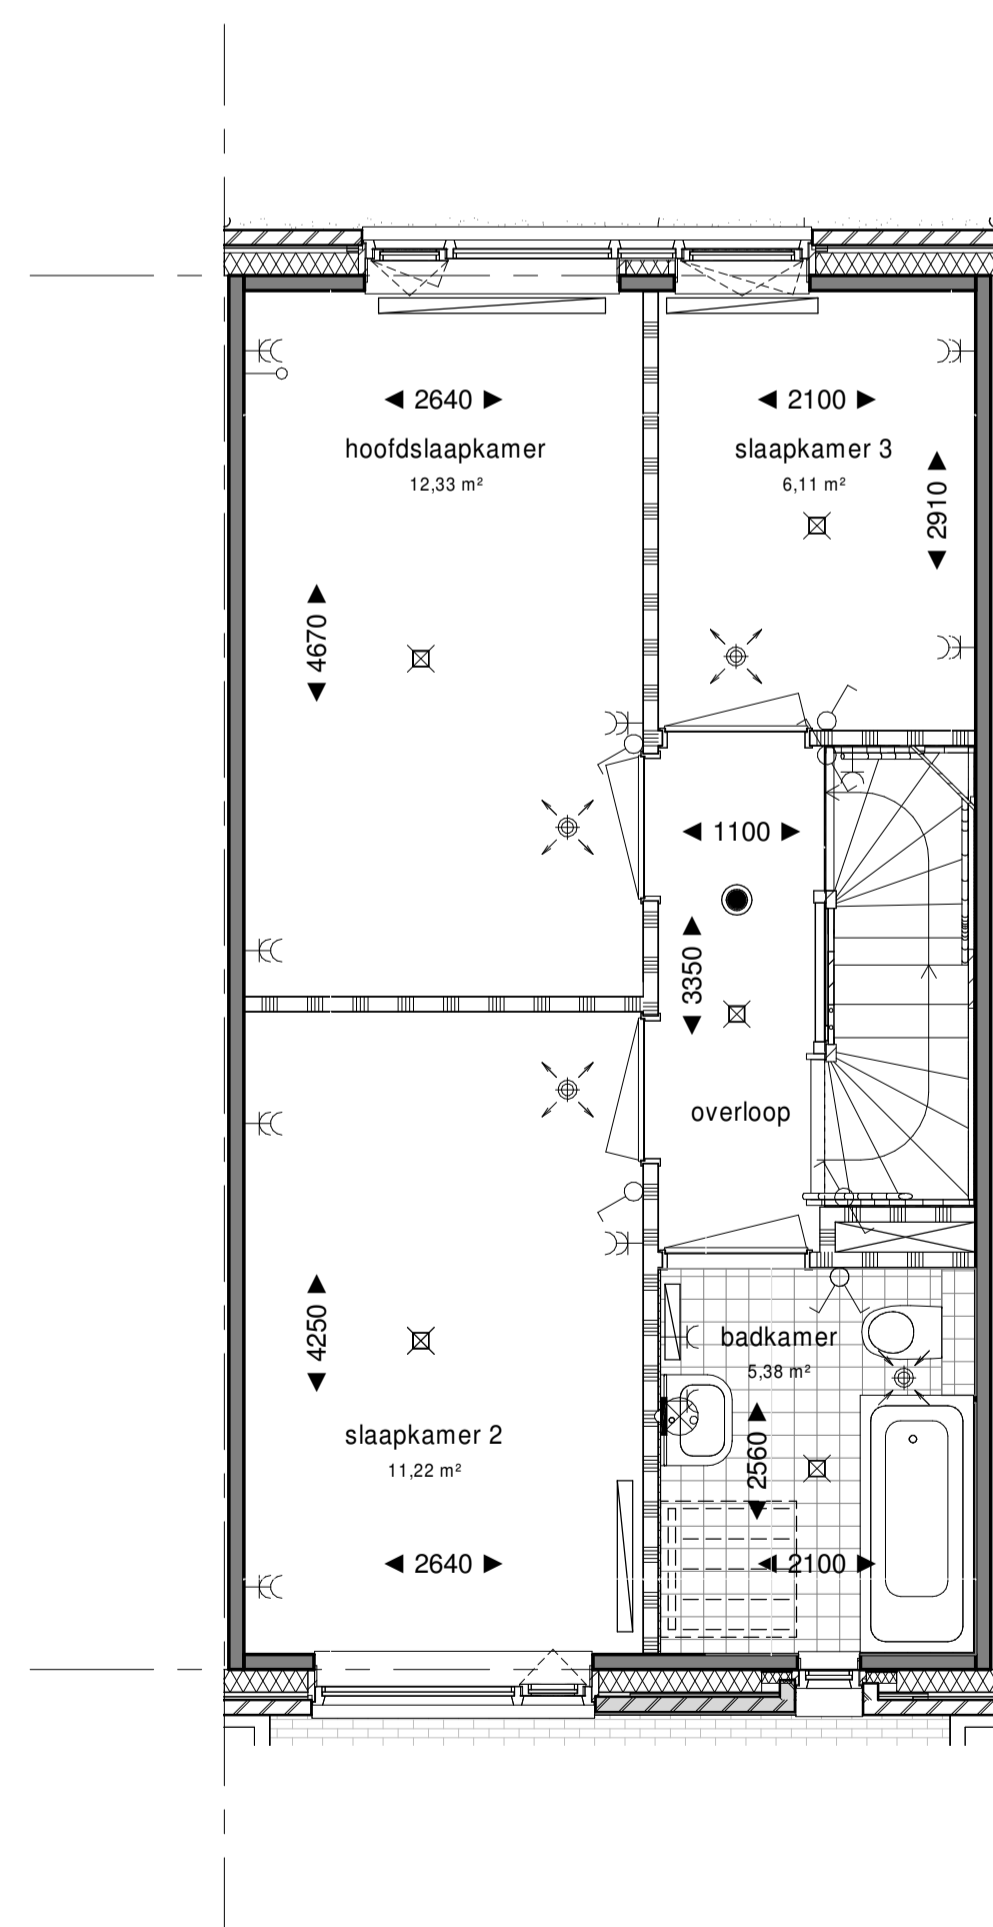 ◄ 2640 ►
hoofdslaapkamer
12,33 m²
◄ 4670 ►
◄ 2100 ►
slaapkamer 3
6,11 m²
◄ 2910 ►
◄ 1100 ►
◄ 3350 ►
overloop
◄ 4250 ►
slaapkamer 2
11,22 m²
◄ 2640 ►
badkamer
5,38 m²
◄ 2560 ►
◄ 2100 ►